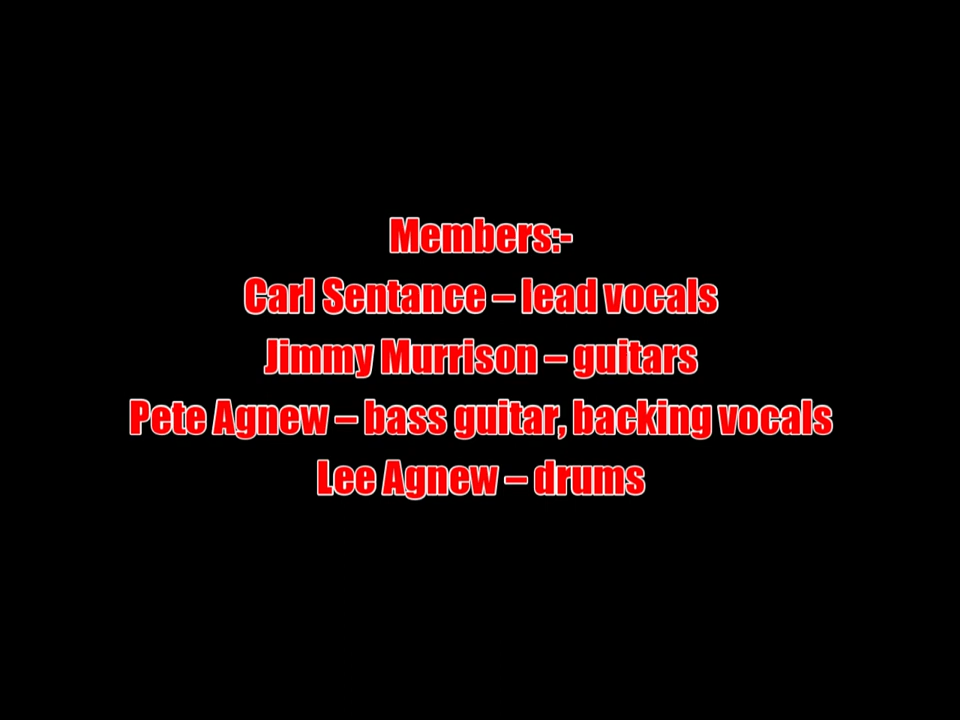 Members:-
Carl Sentance – lead vocals
Jimmy Murrison – guitars
Pete Agnew – bass guitar, backing vocals
Lee Agnew – drums